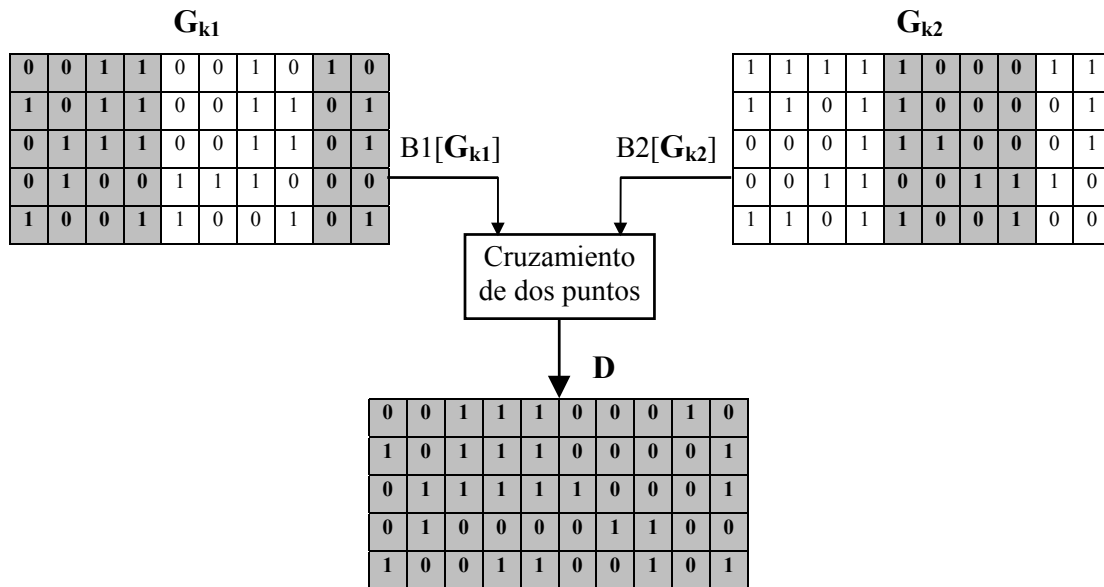 G_k1
0 0 1 1 0 0 1 0 1 0
1 0 1 1 0 0 1 1 0 1
0 1 1 1 0 0 1 1 0 1
0 1 0 0 1 1 1 0 0 0
1 0 0 1 1 0 0 1 0 1
B1[G_k1]
G_k2
1 1 1 1 1 0 0 0 1 1
1 1 0 1 1 0 0 0 0 1
0 0 0 1 1 1 0 0 0 1
0 0 1 1 0 0 1 1 1 0
1 1 0 1 1 0 0 1 0 0
B2[G_k2]
Cruzamiento
de dos puntos
D
0 0 1 1 1 0 0 0 1 0
1 0 1 1 1 0 0 0 0 1
0 1 1 1 1 1 0 0 0 1
0 1 0 0 0 0 1 1 0 0
1 0 0 1 1 0 0 1 0 1